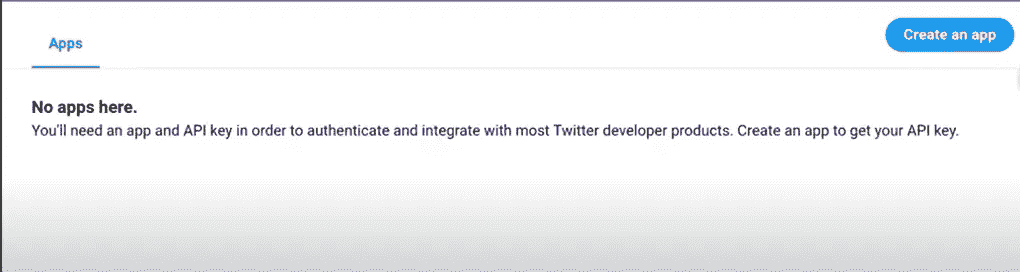 Apps
Create an app
No apps here.
You'll need an app and API key in order to authenticate and integrate with most Twitter developer products. Create an app to get your API key.